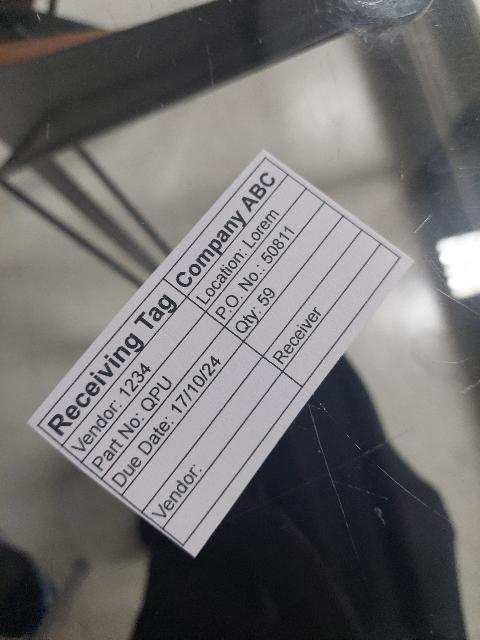 Receiving Tag Company ABC
Vendor: 1234 Location: Lorem
Part No: QPU P.O. No.: 50811
Due Date: 17/10/24 Qty: 59
Vendor: Receiver